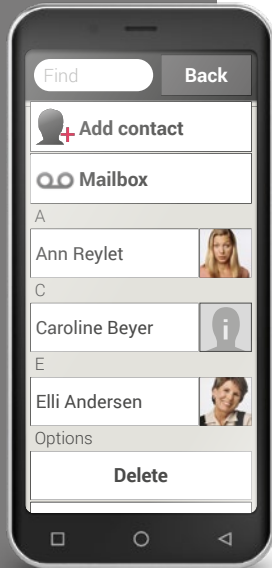 Find
Back
Add contact
Mailbox
A
Ann Reylet
C
Caroline Beyer
i
E
Elli Andersen
Options
Delete